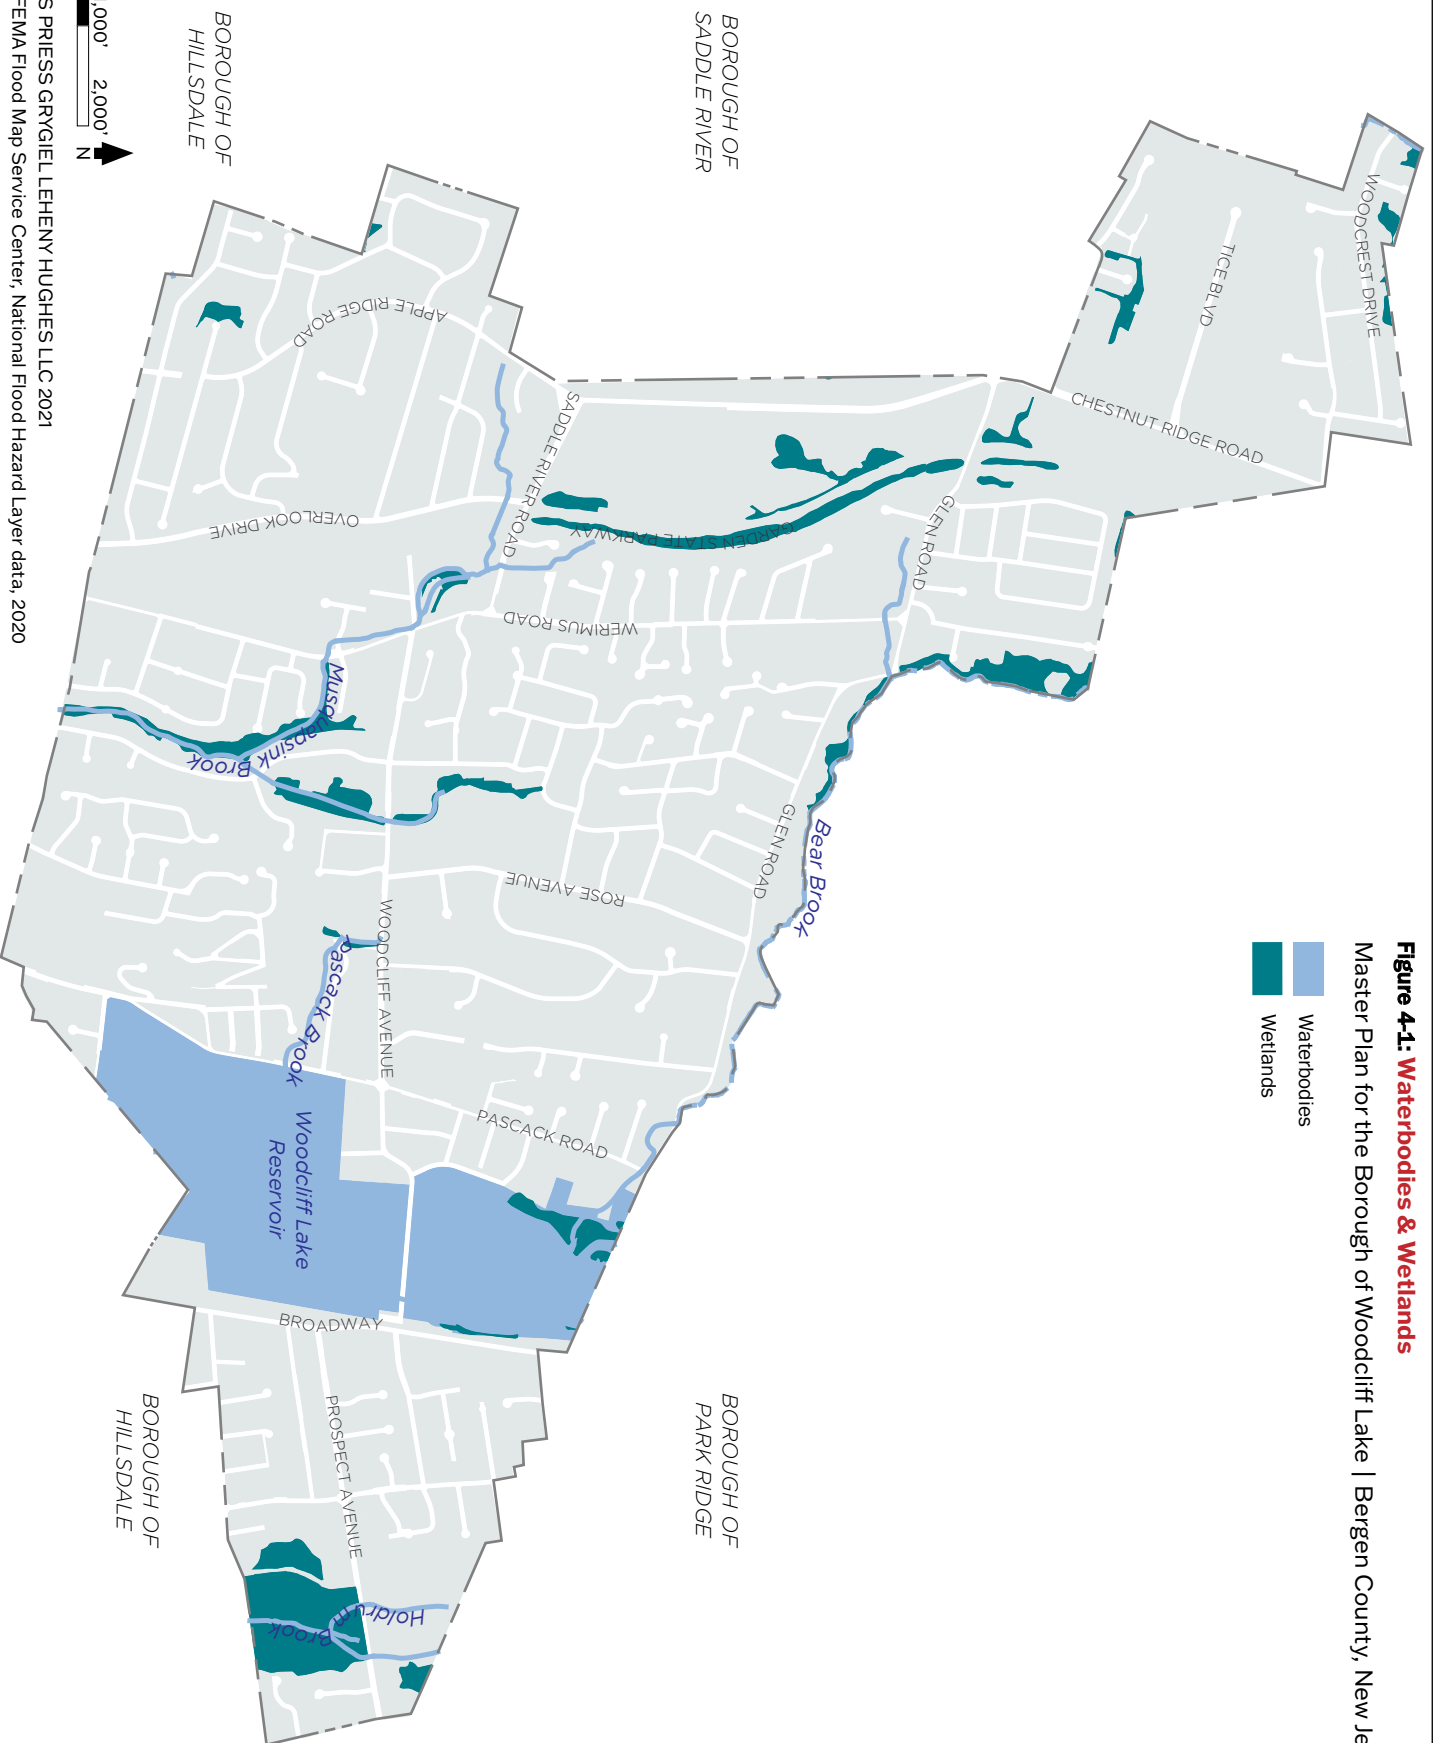 Figure 4-1: Waterbodies & Wetlands
Master Plan for the Borough of Woodcliff Lake | Bergen County, New Je
Waterbodies
Wetlands
WOODCREST DRIVE
TICE BLVD
CHESTNUT RIDGE ROAD
BOROUGH OF
SADDLE RIVER
GLEN ROAD
GARDEN STATE PARKWAY
SADDLE RIVER ROAD
WERIMUS ROAD
APPLE RIDGE ROAD
OVERLOOK DRIVE
Bear Brook
GLEN ROAD
ROSE AVENUE
Musquapsink
Brook
WOODCLIFF AVENUE
Pascack Brook
PASCACK ROAD
Woodcliff Lake
Reservoir
BROADWAY
BOROUGH OF
PARK RIDGE
PROSPECT AVENUE
Holdrum
Brook
BOROUGH OF
HILLSDALE
BOROUGH OF
HILLSDALE
,000' 2,000'
N
S PRIESS GRYGIEL LEHENY HUGHES LLC 2021
FEMA Flood Map Service Center, National Flood Hazard Layer data, 2020